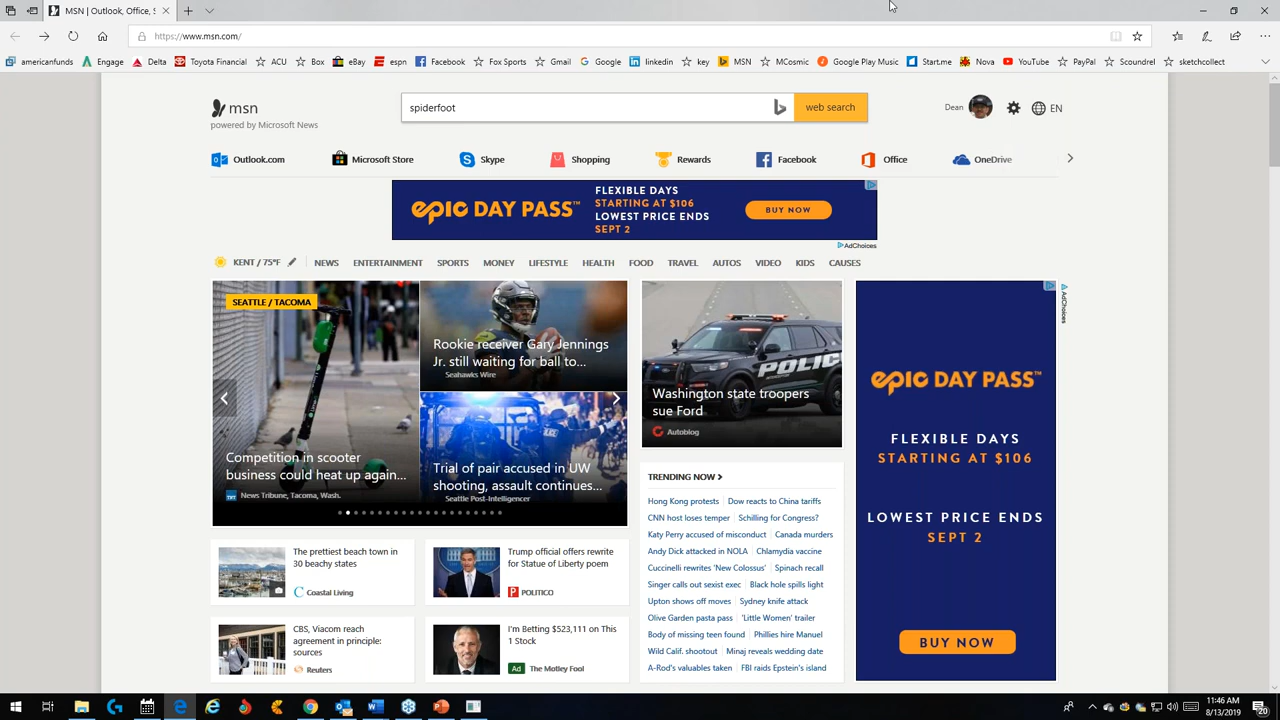 MSN | Outlook, Office, S
https://www.msn.com/
americanfunds
Engage
Delta
Toyota Financial
ACU
Box
eBay
espn
Facebook
Fox Sports
Gmail
Google
linkedin
key
MSN
MCosmic
Google Play Music
Start.me
Nova
YouTube
PayPal
Scoundrel
sketchcollect
msn
powered by Microsoft News
spiderfoot
web search
Dean
EN
Outlook.com
Microsoft Store
Skype
Shopping
Rewards
Facebook
Office
OneDrive
epic DAY PASS™
FLEXIBLE DAYS
STARTING AT $106
LOWEST PRICE ENDS
SEPT 2
BUY NOW
AdChoices
KENT / 75°F
NEWS
ENTERTAINMENT
SPORTS
MONEY
LIFESTYLE
HEALTH
FOOD
TRAVEL
AUTOS
VIDEO
KIDS
CAUSES
SEATTLE / TACOMA
Competition in scooter
business could heat up again...
TNT
News Tribune, Tacoma, Wash.
Rookie receiver Gary Jennings
Jr. still waiting for ball to...
Seahawks Wire
Trial of pair accused in UW
shooting, assault continues...
Seattle Post-Intelligencer
POLICE
Washington state troopers
sue Ford
Autoblog
AdChoices
epic DAY PASS™
FLEXIBLE DAYS
STARTING AT $106
LOWEST PRICE ENDS
SEPT 2
BUY NOW
TRENDING NOW
Hong Kong protests
Dow reacts to China tariffs
CNN host loses temper
Schilling for Congress?
Katy Perry accused of misconduct
Canada murders
Andy Dick attacked in NOLA
Chlamydia vaccine
Cuccinelli rewrites 'New Colossus'
Spinach recall
Singer calls out sexist exec
Black hole spills light
Upton shows off moves
Sydney knife attack
Olive Garden pasta pass
'Little Women' trailer
Body of missing teen found
Phillies hire Manuel
Wild Calif. shootout
Minaj reveals wedding date
A-Rod's valuables taken
FBI raids Epstein's island
The prettiest beach town in
30 beachy states
Coastal Living
Trump official offers rewrite
for Statue of Liberty poem
P
POLITICO
CBS, Viacom reach
agreement in principle:
sources
Reuters
I'm Betting $523,111 on This
1 Stock
Ad
The Motley Fool
11:46 AM
8/13/2019
20